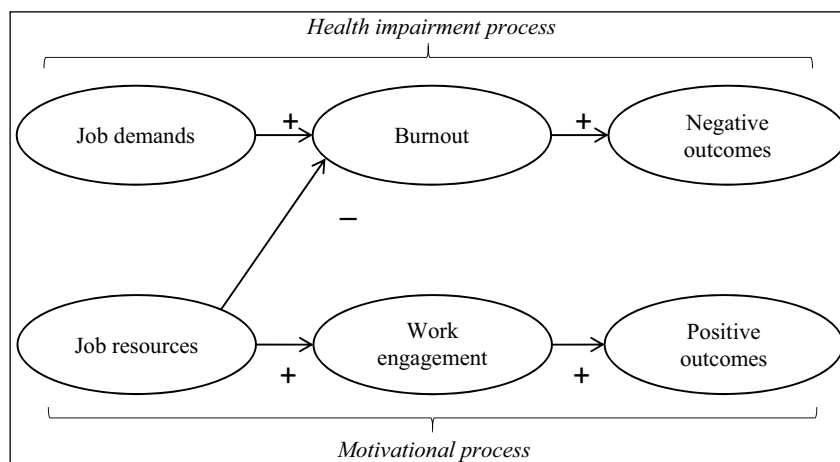 Health impairment process
Job demands
+
Burnout
+
Negative
outcomes
−
Job resources
+
Work
engagement
+
Positive
outcomes
Motivational process